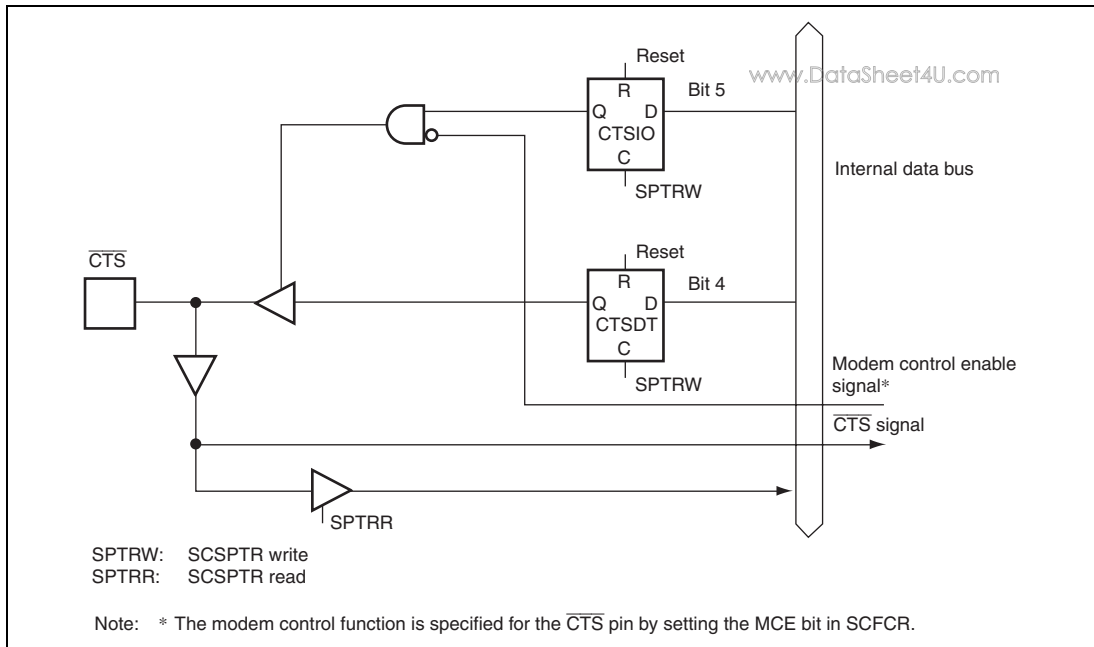 Reset
www.DataSheet4U.com
R
Bit 5
Q D
CTSIO
C
SPTRW
Internal data bus
Reset
CTS
R
Bit 4
Q D
CTSDT
C
SPTRW
Modem control enable
signal*
CTS signal
SPTRR
SPTRW: SCSPTR write
SPTRR: SCSPTR read
Note: * The modem control function is specified for the CTS pin by setting the MCE bit in SCFCR.